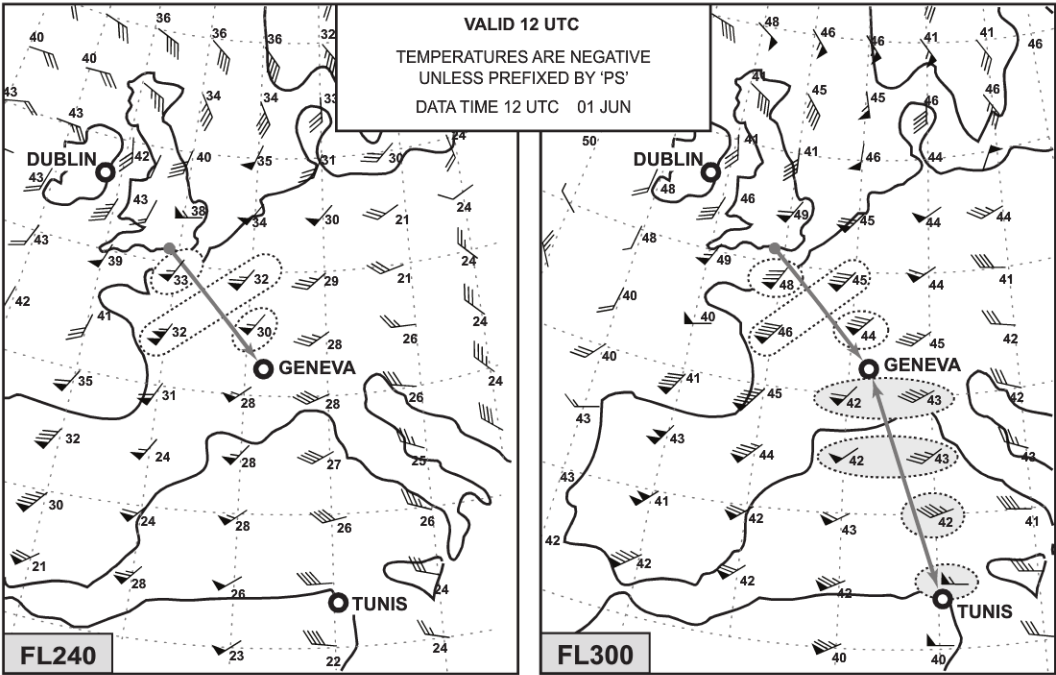 VALID 12 UTC
TEMPERATURES ARE NEGATIVE
UNLESS PREFIXED BY 'PS'
DATA TIME 12 UTC 01 JUN
36
40 36 36 32
40
43 34 34 33
43 24
DUBLIN 42 40 35 31 30
43
43 38 34 30 21 24
43 39 33 32 29 21 24
42 41 32 30 28 26 24
GENEVA
35 31 28 28 26 24
32 24 28 27 25
30 24 28 26 26
21 28 26 24
TUNIS
23 22 24
FL240
48 46 46 41 41 46
41 45 45 46
50 41 41 46 44
DUBLIN
48 46 49 45 44 44
48 49 48 45 44 41
40 40 46 44 45 42
40
GENEVA
41 45 42 43 42
43 43 44 42 43 43
43 41 42 43 42 41
42 42 42 42
TUNIS
40 40
FL300